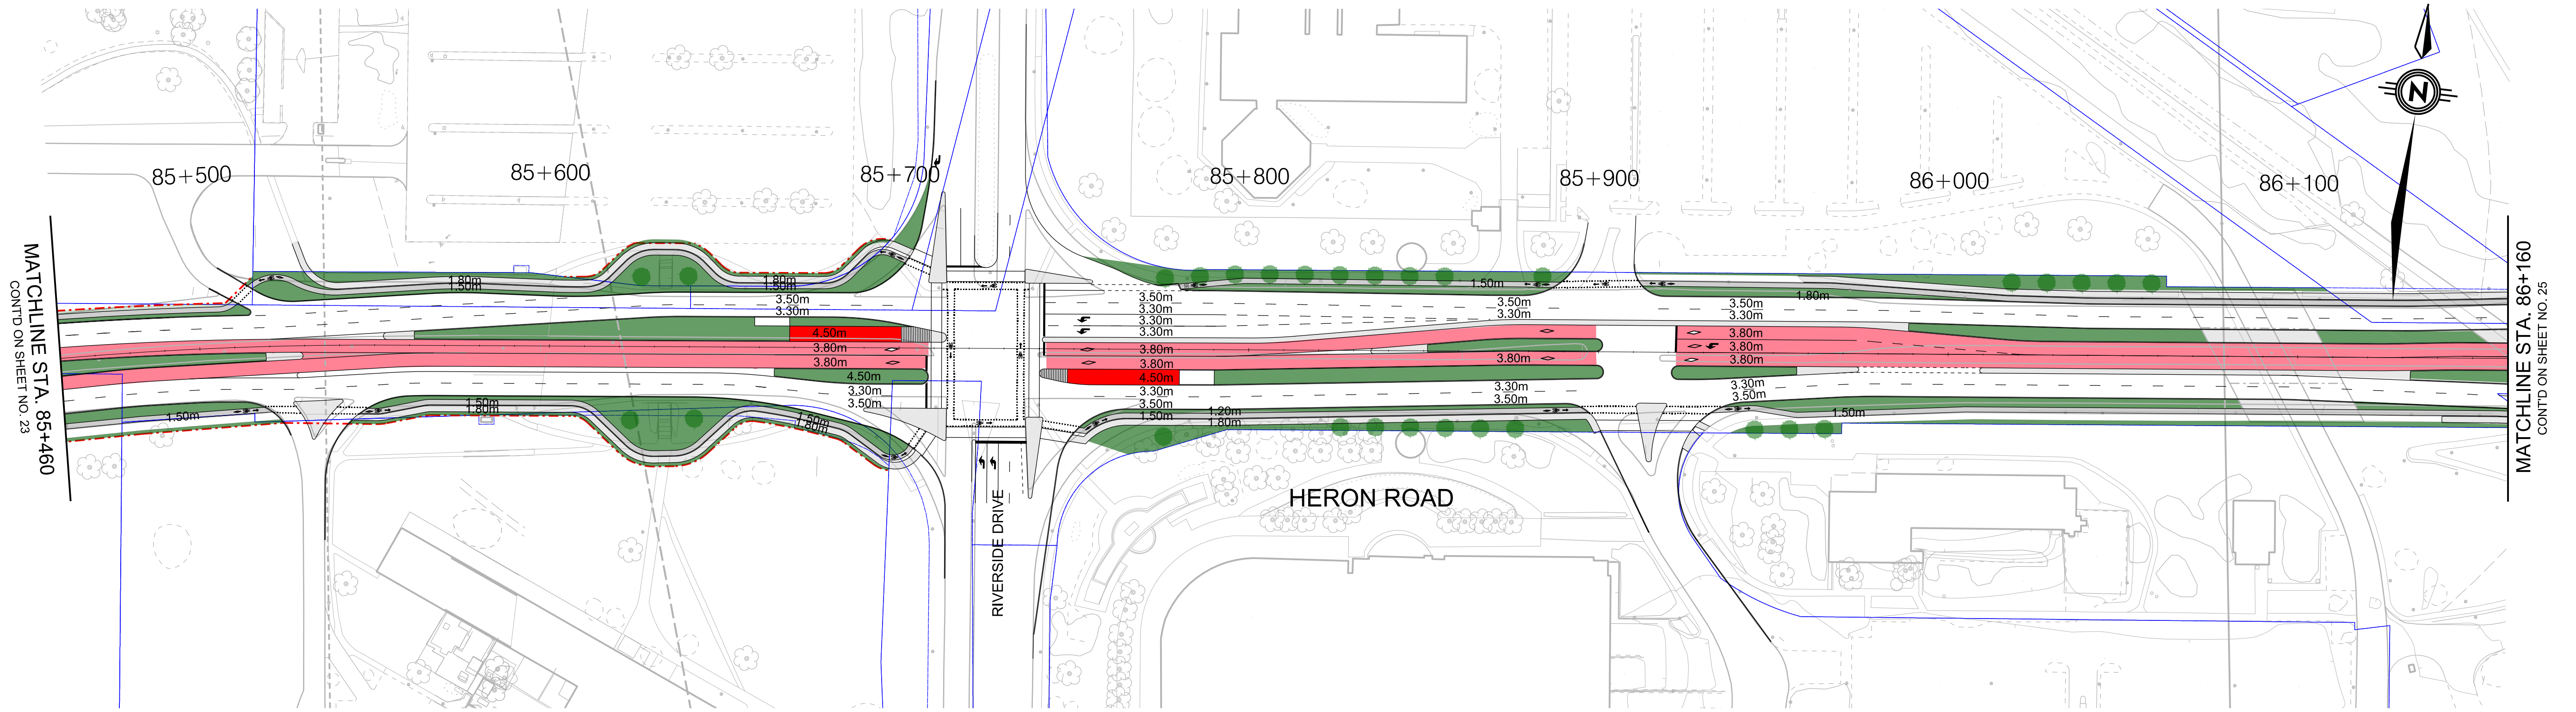 85+500
85+600
85+700
85+800
85+900
86+000
86+100
N
MATCHLINE STA. 85+460
CONT'D ON SHEET NO. 23
MATCHLINE STA. 86+160
CONT'D ON SHEET NO. 25
1.80m
1.50m
1.80m
1.50m
3.50m
3.30m
4.50m
3.80m
3.80m
4.50m
3.30m
3.50m
1.50m
1.50m
1.80m
1.50m
1.80m
3.50m
3.30m
3.30m
3.30m
3.80m
3.80m
4.50m
3.30m
3.50m
1.50m
1.20m
1.80m
1.50m
3.50m
3.30m
3.80m
3.30m
3.50m
1.80m
3.50m
3.30m
3.80m
3.80m
3.80m
3.30m
3.50m
1.50m
RIVERSIDE DRIVE
HERON ROAD